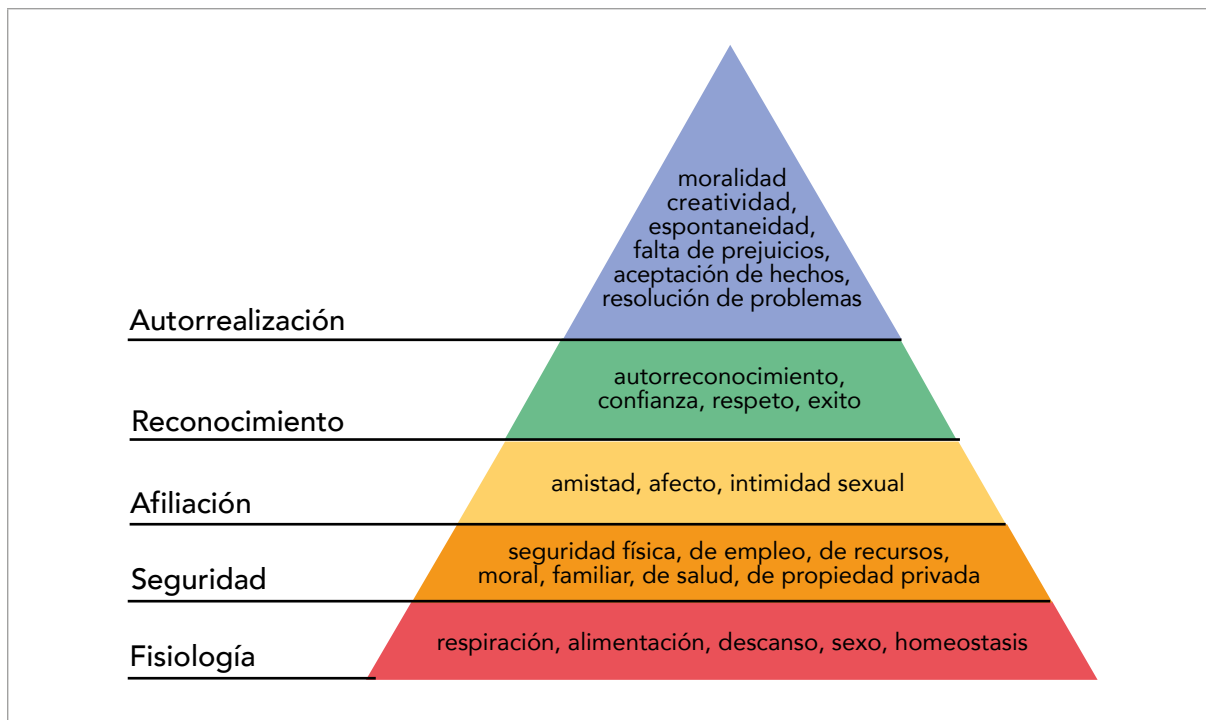 moralidad
creatividad,
espontaneidad,
falta de prejuicios,
aceptación de hechos,
resolución de problemas
Autorrealización
autorreconocimiento,
confianza, respeto, exito
Reconocimiento
amistad, afecto, intimidad sexual
Afiliación
seguridad física, de empleo, de recursos,
moral, familiar, de salud, de propiedad privada
Seguridad
respiración, alimentación, descanso, sexo, homeostasis
Fisiología